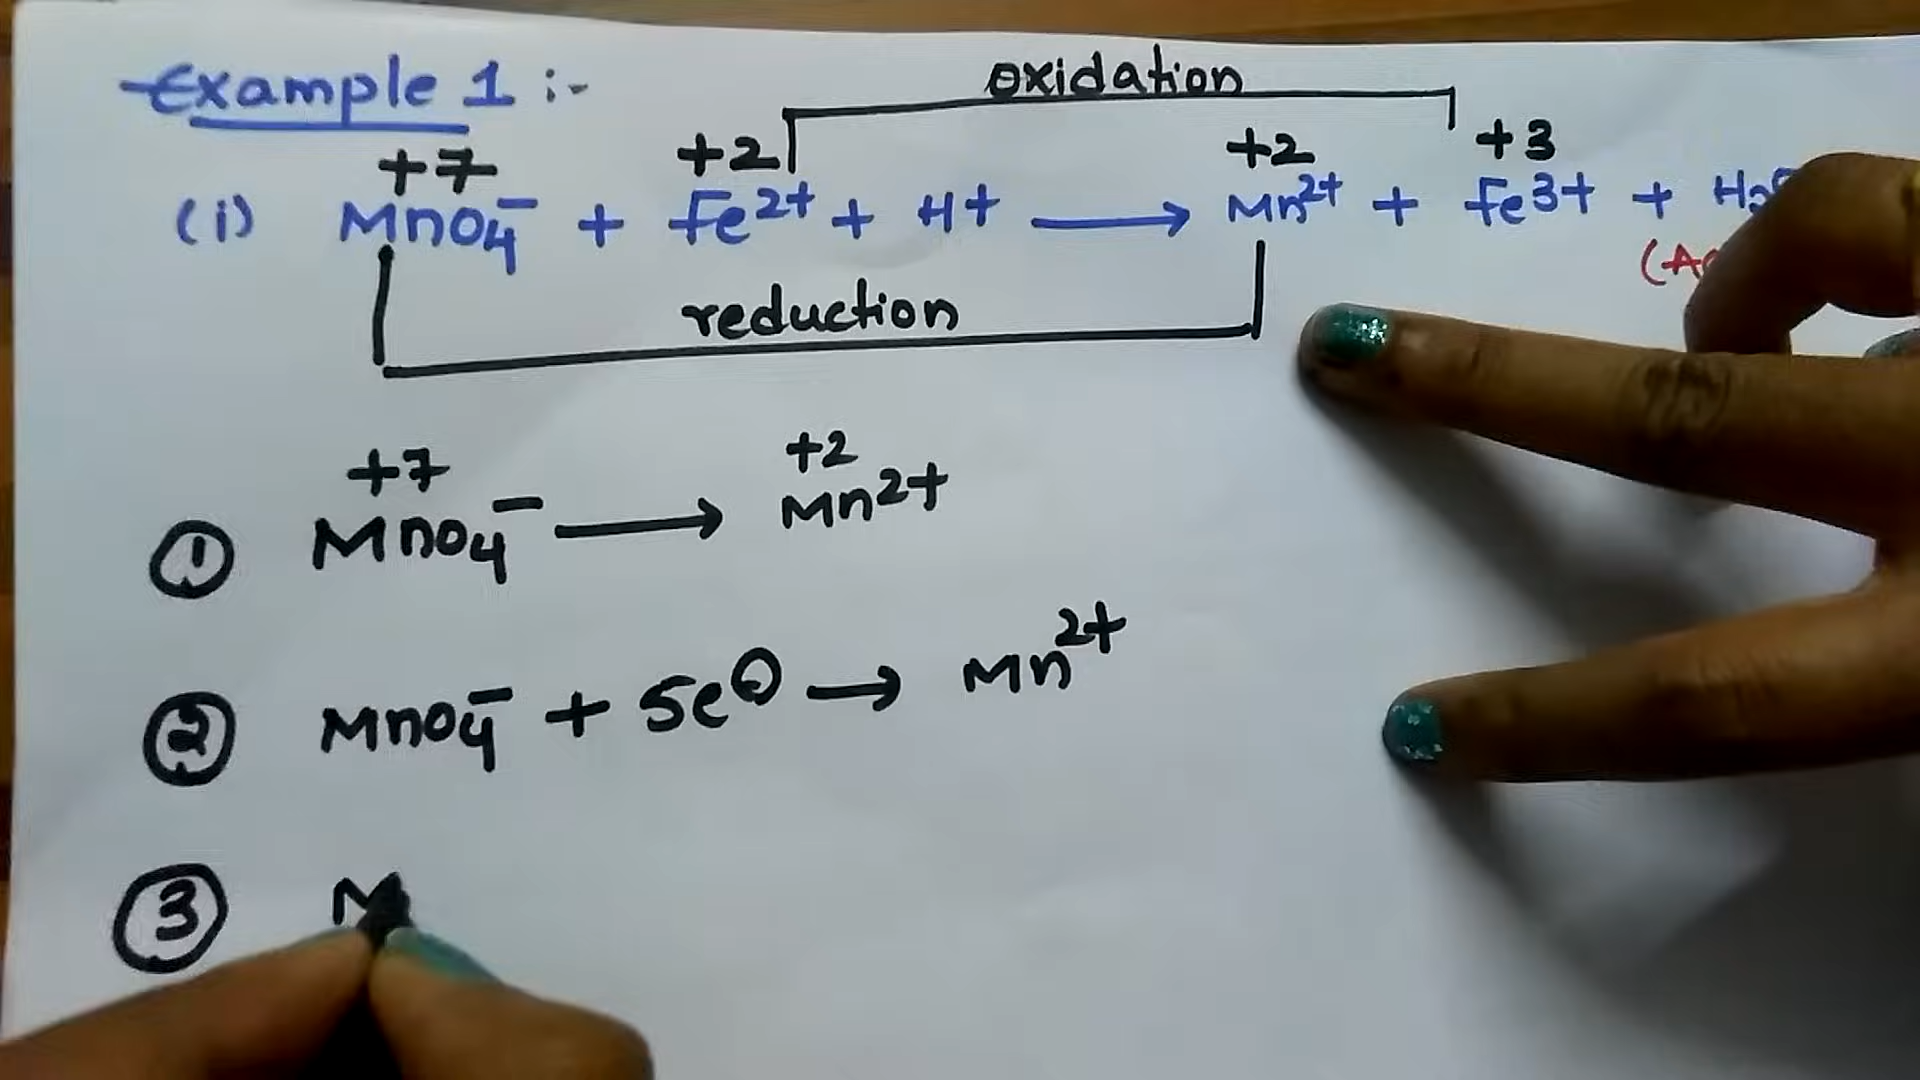 Example 1 :-
oxidation
+7 +2 +2 +3
(i) MnO4⁻ + Fe2+ + H+ ⟶ Mn2+ + Fe3+ +
reduction
+7 +2
① MnO4⁻ ⟶ Mn2+
② MnO4⁻ + 5e⊖ → Mn2+
③ M